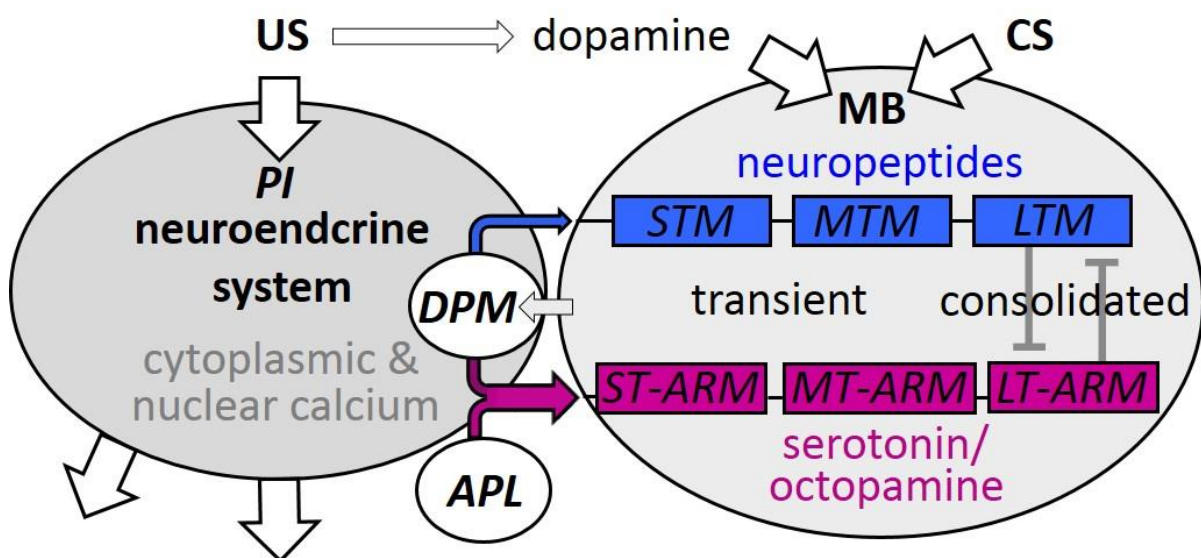 US dopamine CS
MB
neuropeptides
PI
neuroendcrine
system
STM MTM LTM
DPM
transient consolidated
cytoplasmic &
nuclear calcium
ST-ARM MT-ARM LT-ARM
serotonin/
octopamine
APL